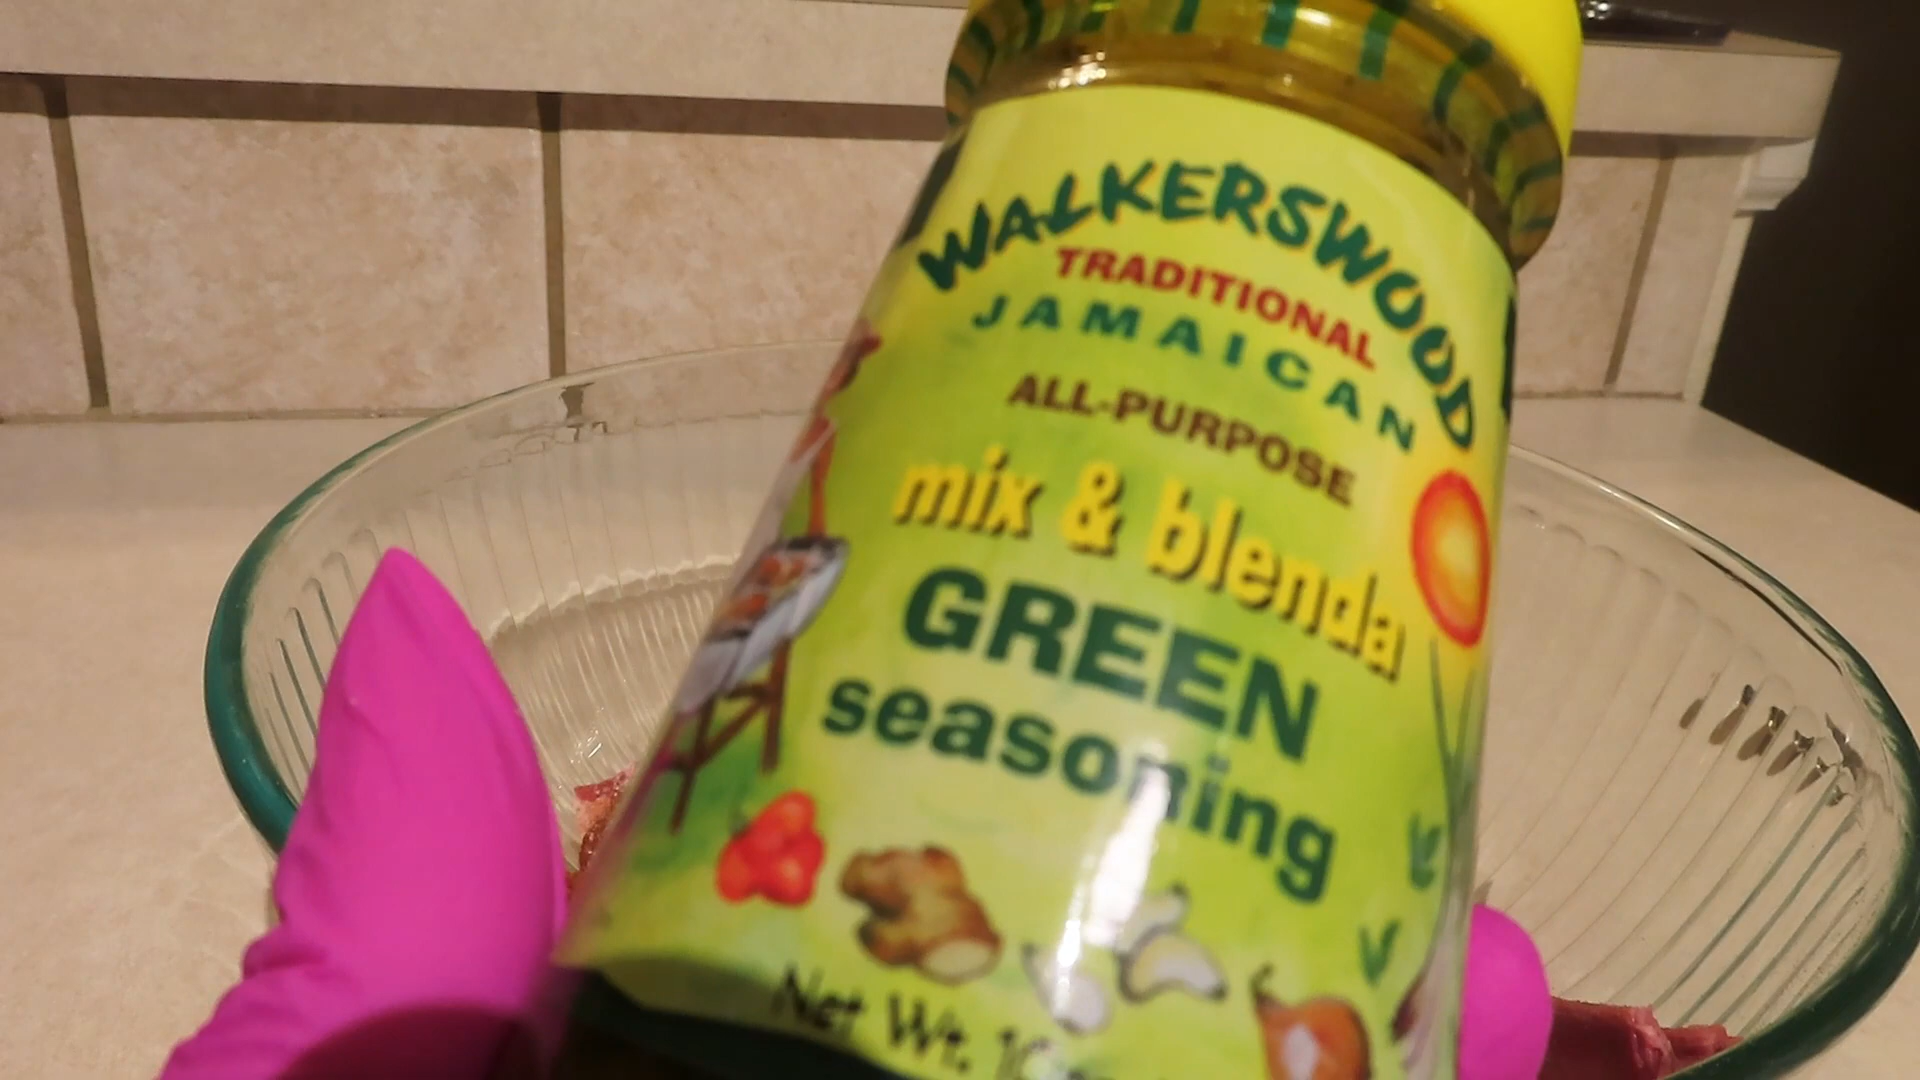 WALKERSWOOD
TRADITIONAL
JAMAICAN
ALL-PURPOSE
mix & blenda
GREEN
seasoning
Net Wt.